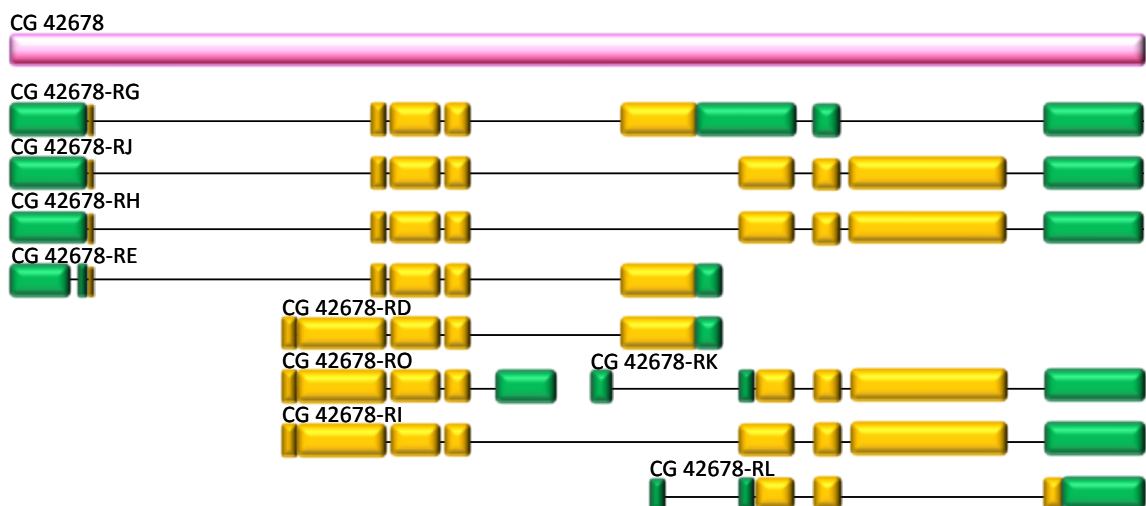 CG 42678
CG 42678-RG
CG 42678-RJ
CG 42678-RH
CG 42678-RE
CG 42678-RD
CG 42678-RO
CG 42678-RK
CG 42678-RI
CG 42678-RL